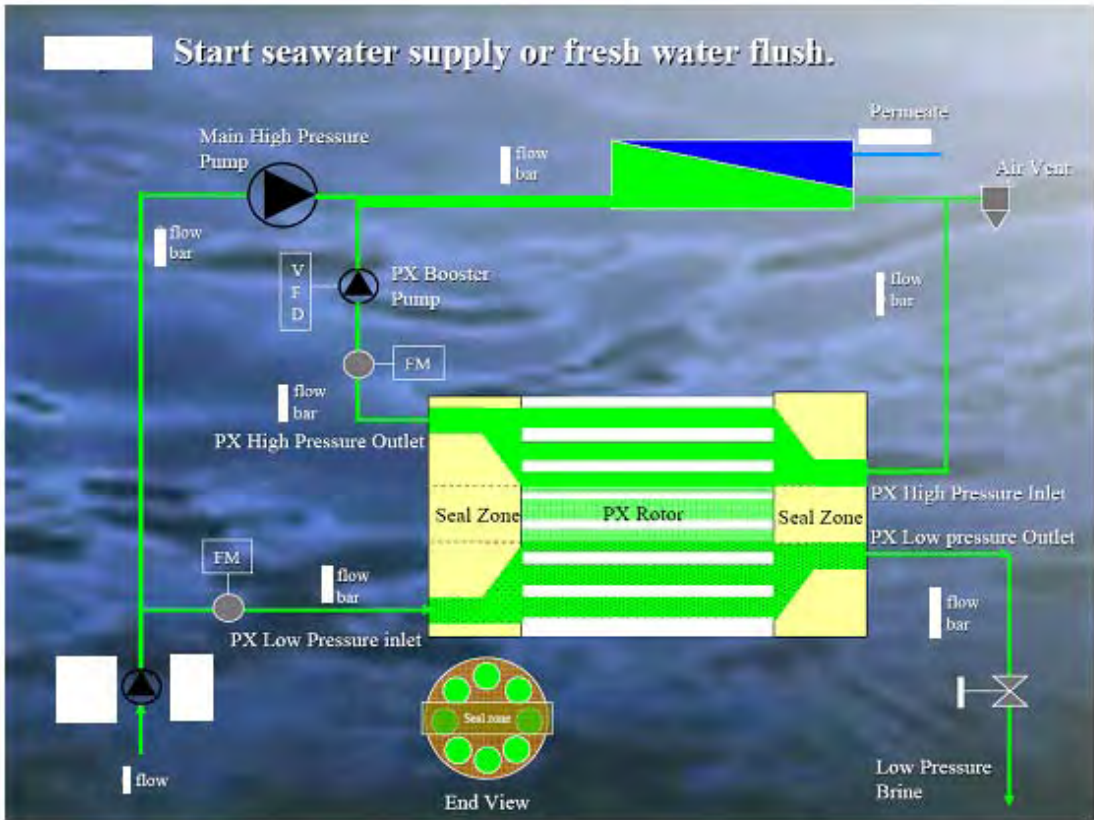 Start seawater supply or fresh water flush.
Permeate
Main High Pressure
Pump
flow
bar
Air Vent
flow
bar
V
F
D
PX Booster
Pump
flow
bar
FM
flow
bar
PX High Pressure Outlet
PX High Pressure Inlet
Seal Zone
PX Rotor
Seal Zone
PX Low pressure Outlet
FM
flow
bar
flow
bar
PX Low Pressure inlet
Seal zone
flow
Low Pressure
Brine
End View